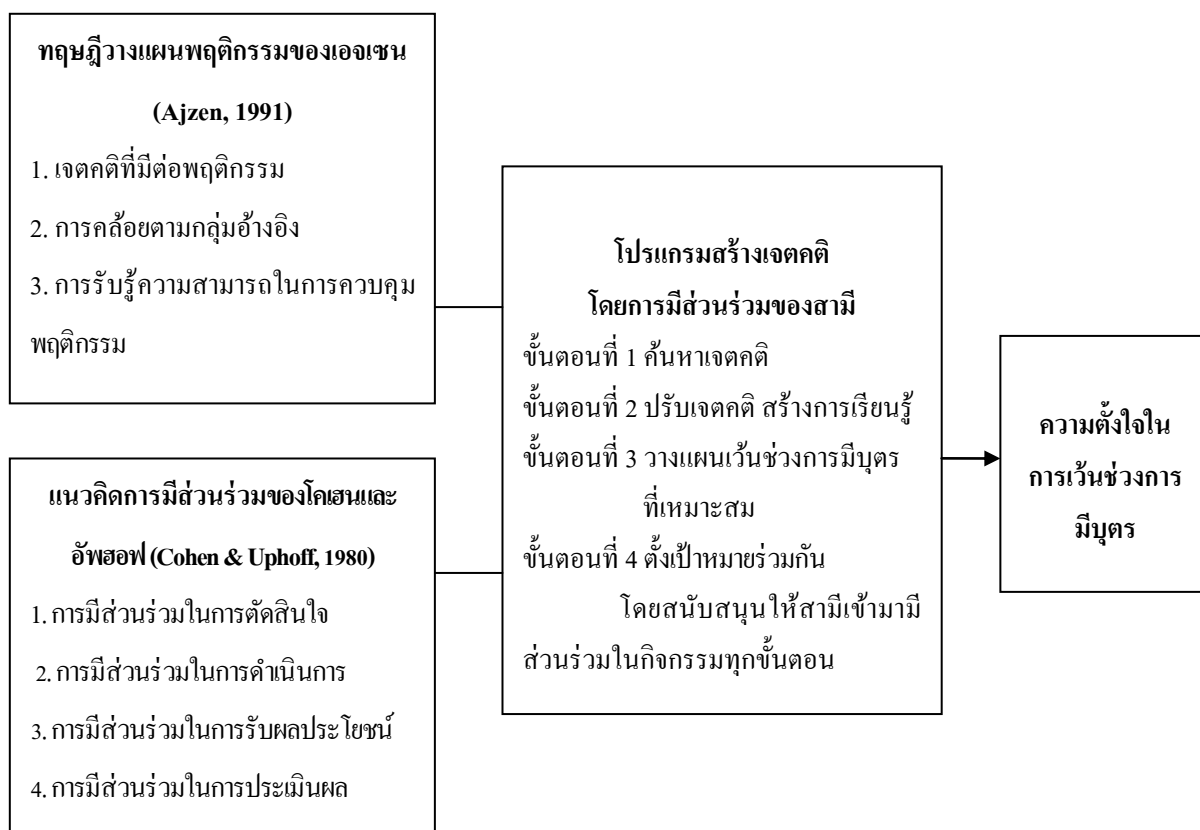 ทฤษฎีวางแผนพฤติกรรมของเอจเซน
(Ajzen, 1991)
1. เจตคติที่มีต่อพฤติกรรม
2. การคล้อยตามกลุ่มอ้างอิง
3. การรับรู้ความสามารถในการควบคุม
พฤติกรรม
แนวคิดการมีส่วนร่วมของโคเฮนและ
อัพฮอฟ (Cohen & Uphoff, 1980)
1. การมีส่วนร่วมในการตัดสินใจ
2. การมีส่วนร่วมในการดำเนินการ
3. การมีส่วนร่วมในการรับผลประโยชน์
4. การมีส่วนร่วมในการประเมินผล
โปรแกรมสร้างเจตคติ
โดยการมีส่วนร่วมของสามี
ขั้นตอนที่ 1 ค้นหาเจตคติ
ขั้นตอนที่ 2 ปรับเจตคติ สร้างการเรียนรู้
ขั้นตอนที่ 3 วางแผนเว้นช่วงการมีบุตร
ที่เหมาะสม
ขั้นตอนที่ 4 ตั้งเป้าหมายร่วมกัน
โดยสนับสนุนให้สามีเข้ามามี
ส่วนร่วมในกิจกรรมทุกขั้นตอน
ความตั้งใจใน
การเว้นช่วงการ
มีบุตร